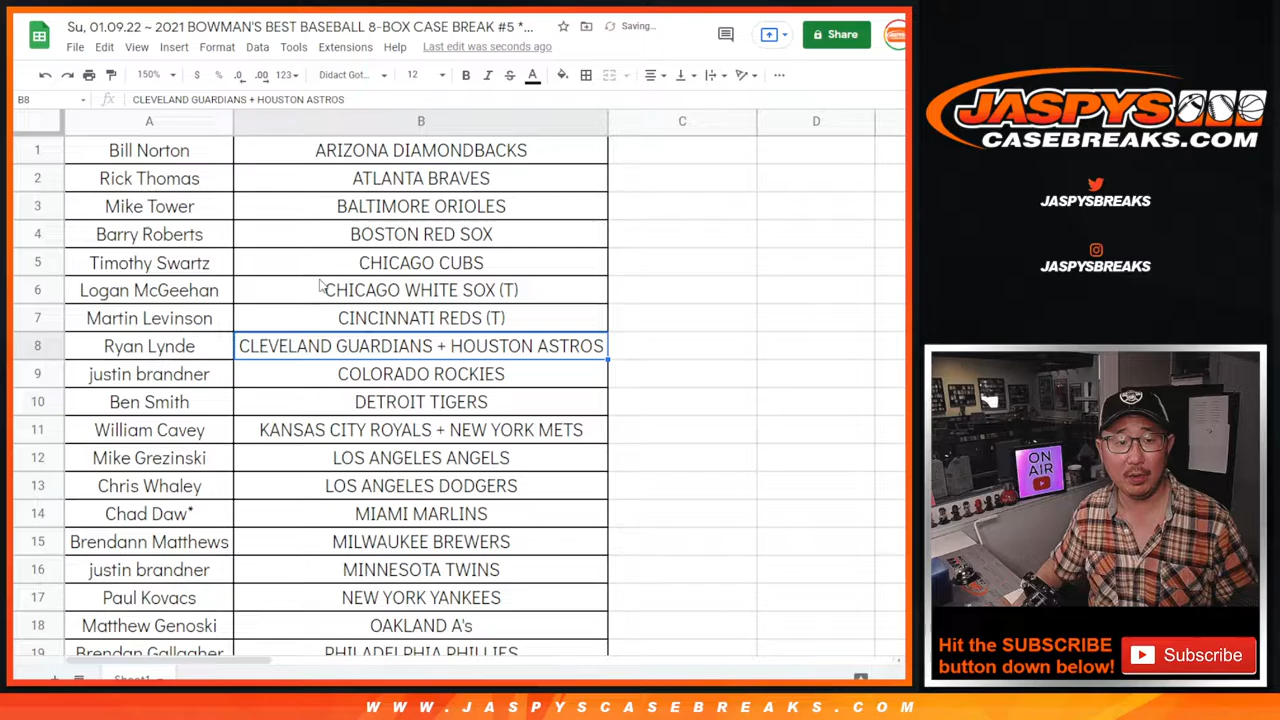 Su, 01.09.22 ~ 2021 BOWMAN'S BEST BASEBALL 8-BOX CASE BREAK #5 *... Saving...
Share
File Edit View Insert Format Data Tools Extensions Help Last edit was seconds ago
150% $ % .0 .00 123 Didact Got... 12 B I S A
B8 fx CLEVELAND GUARDIANS + HOUSTON ASTROS
A B C D
1 Bill Norton ARIZONA DIAMONDBACKS
2 Rick Thomas ATLANTA BRAVES
3 Mike Tower BALTIMORE ORIOLES
4 Barry Roberts BOSTON RED SOX
5 Timothy Swartz CHICAGO CUBS
6 Logan McGeehan CHICAGO WHITE SOX (T)
7 Martin Levinson CINCINNATI REDS (T)
8 Ryan Lynde CLEVELAND GUARDIANS + HOUSTON ASTROS
9 justin brandner COLORADO ROCKIES
10 Ben Smith DETROIT TIGERS
11 William Cavey KANSAS CITY ROYALS + NEW YORK METS
12 Mike Grezinski LOS ANGELES ANGELS
13 Chris Whaley LOS ANGELES DODGERS
14 Chad Daw* MIAMI MARLINS
15 Brendann Matthews MILWAUKEE BREWERS
16 justin brandner MINNESOTA TWINS
17 Paul Kovacs NEW YORK YANKEES
18 Matthew Genoski OAKLAND A's
19 Brendan Gallagher PHILADELPHIA PHILLIES
Sheet1
JASPYS
CASEBREAKS.COM
JASPYSBREAKS
JASPYSBREAKS
ON
AIR
Hit the SUBSCRIBE
button down below!
Subscribe
WWW.JASPYSCASEBREAKS.COM